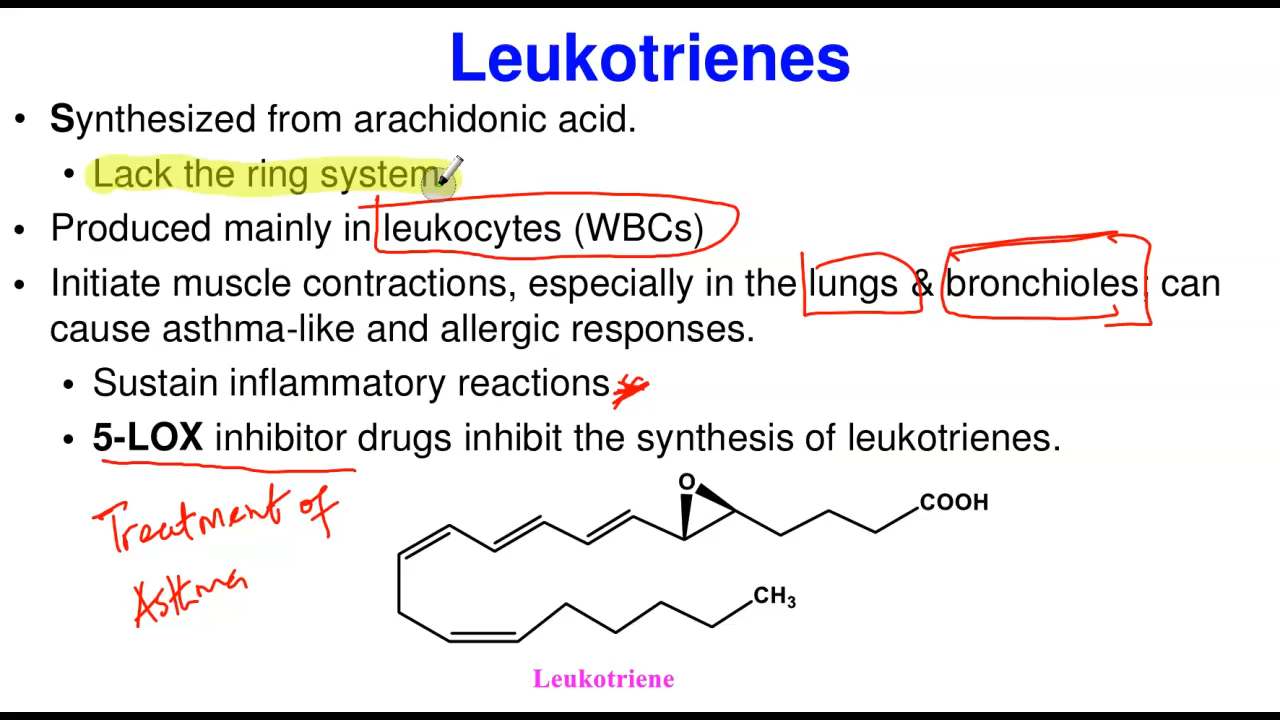 Leukotrienes
• Synthesized from arachidonic acid.
• Lack the ring system.
• Produced mainly in leukocytes (WBCs)
• Initiate muscle contractions, especially in the lungs & bronchioles; can
cause asthma-like and allergic responses.
• Sustain inflammatory reactions
• 5-LOX inhibitor drugs inhibit the synthesis of leukotrienes.
Treatment of
Asthma
O
COOH
CH3
Leukotriene